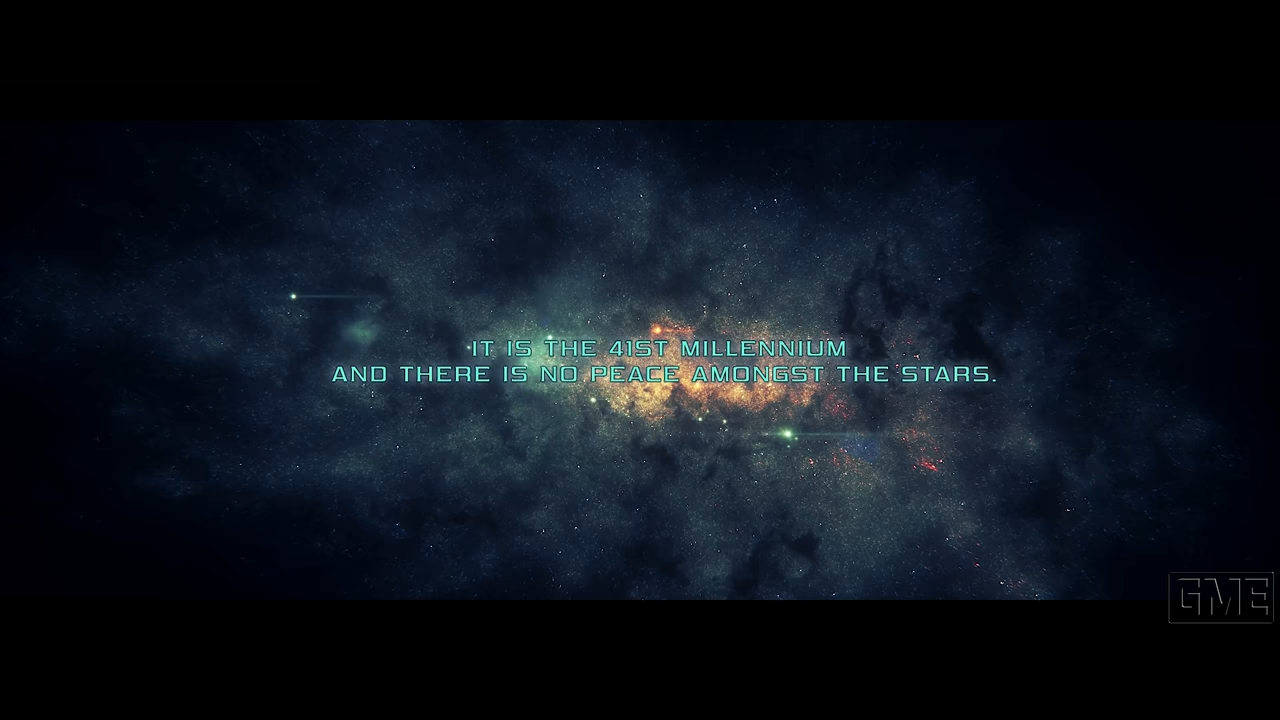 IT IS THE 41ST MILLENNIUM
AND THERE IS NO PEACE AMONGST THE STARS.
GME